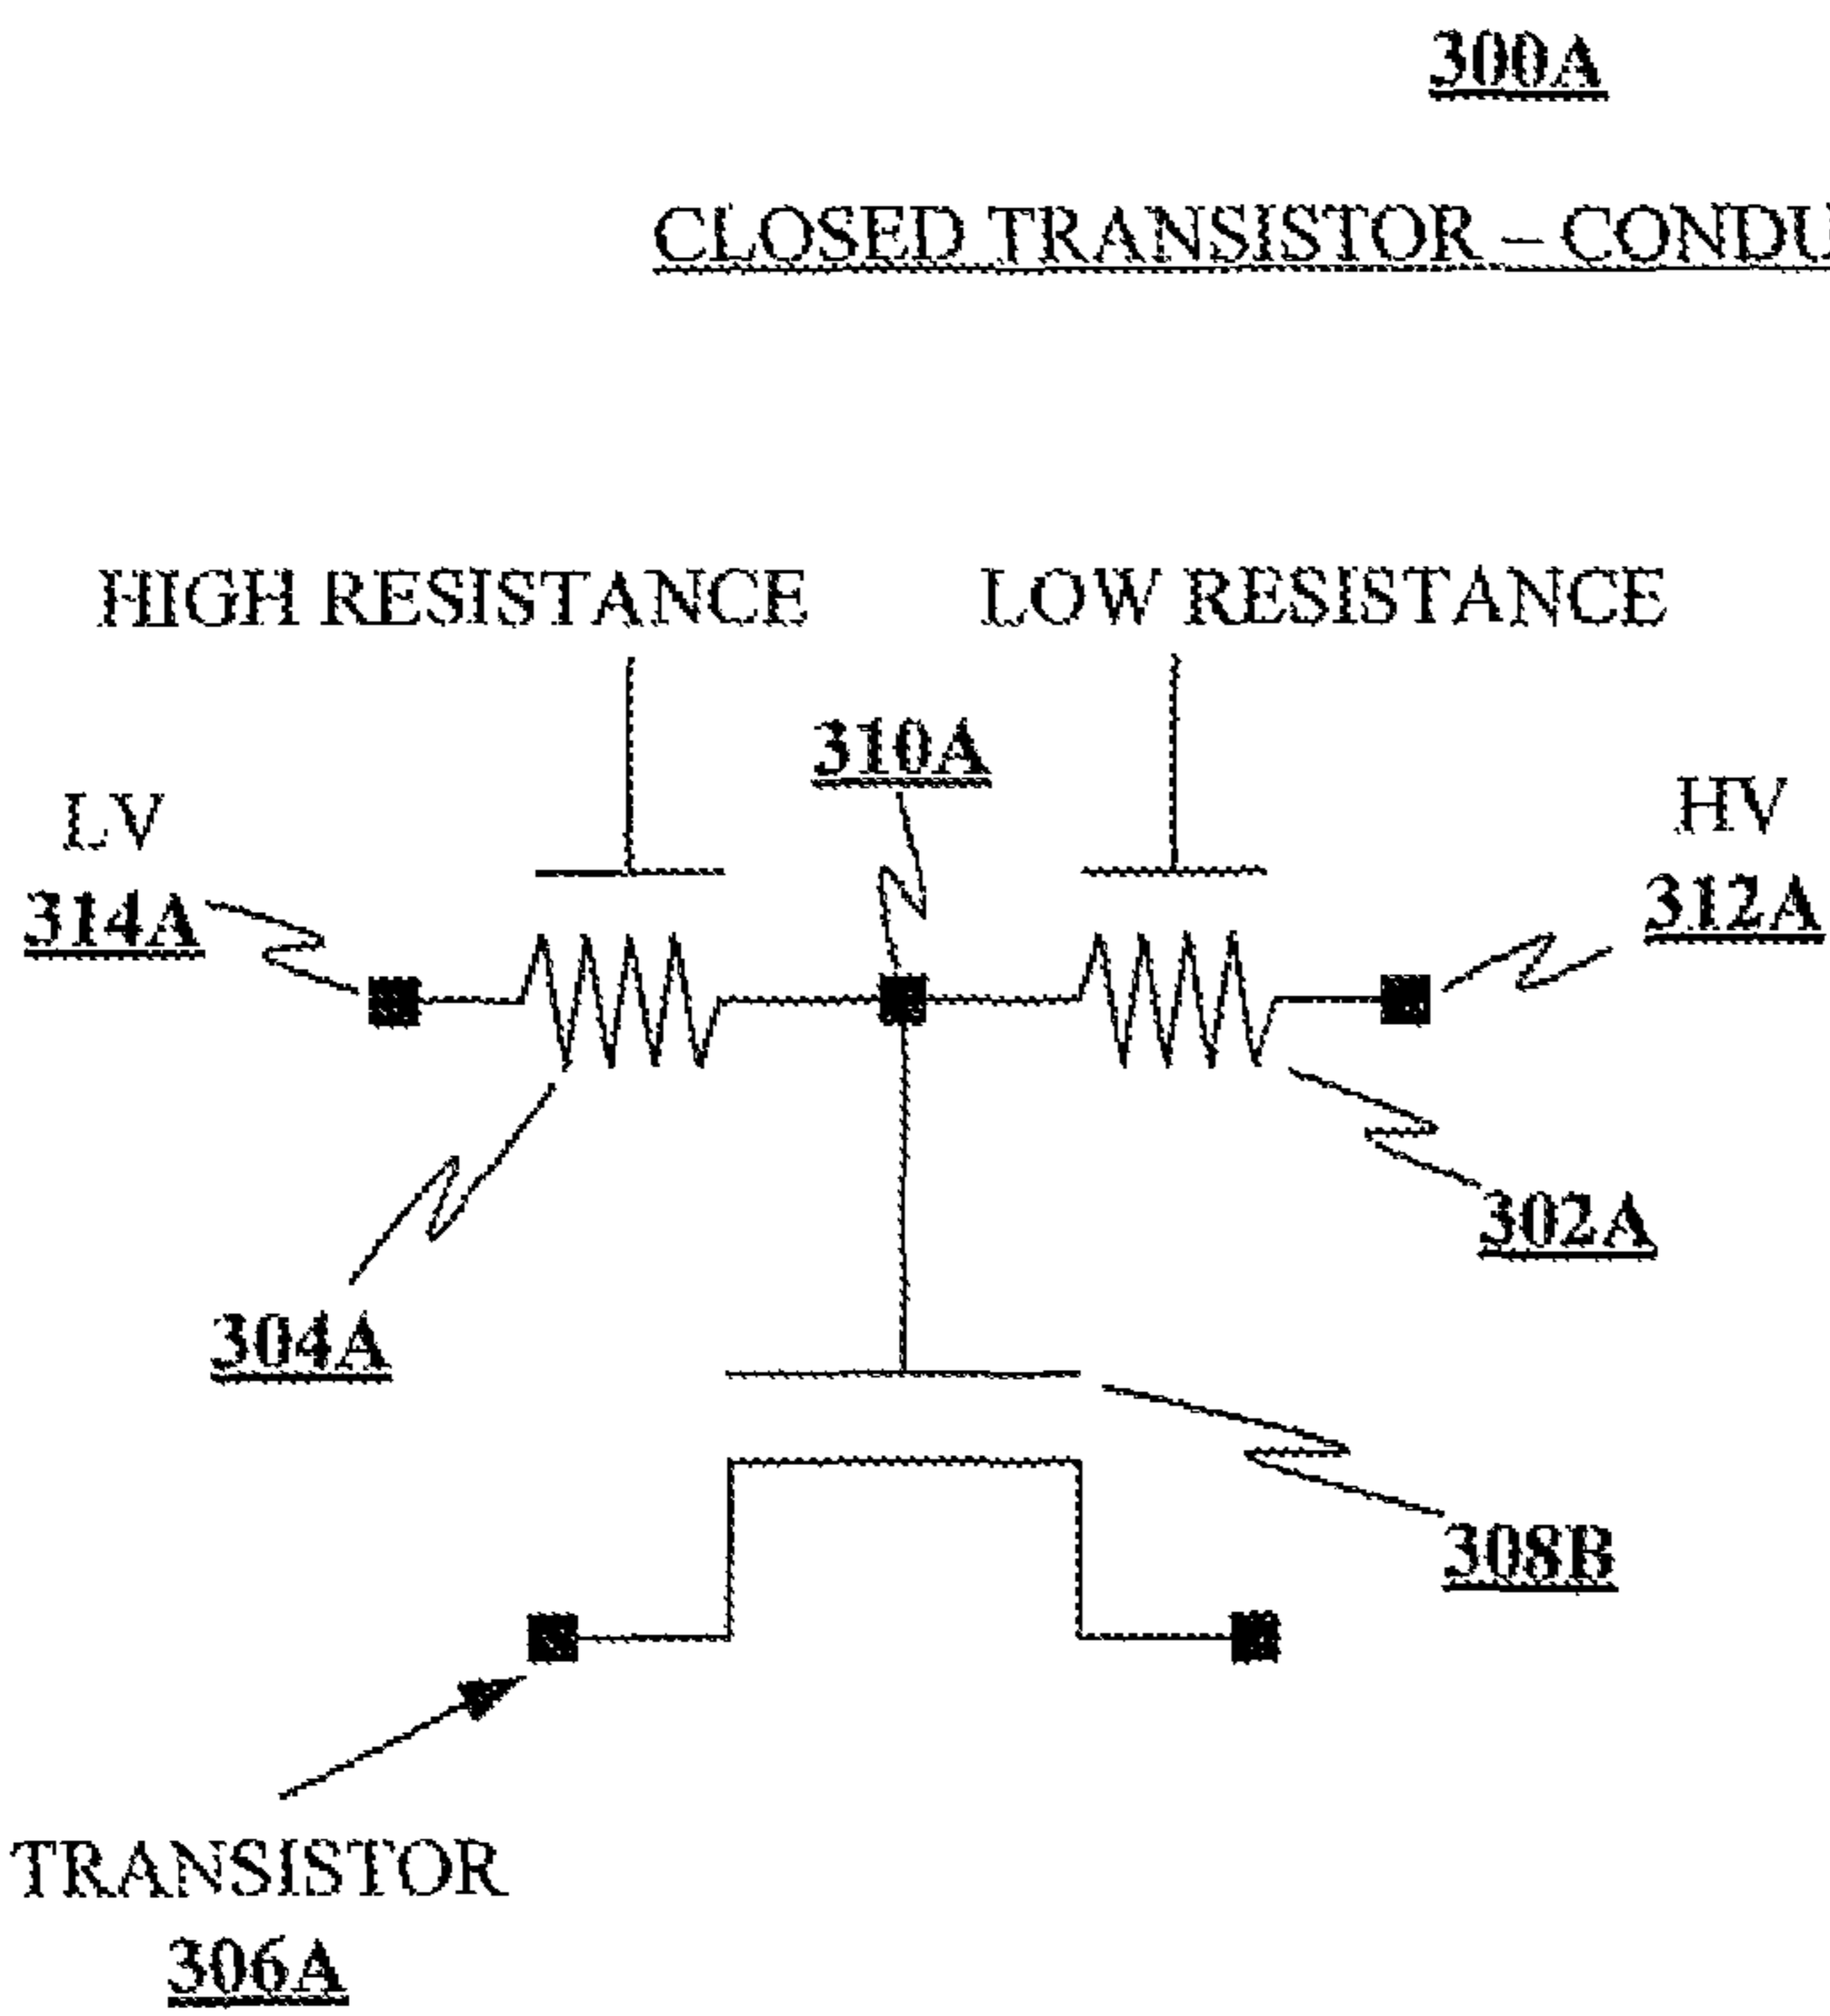 300A
CLOSED TRANSISTOR – CONDU
HIGH RESISTANCE
LOW RESISTANCE
310A
LV
314A
HV
312A
302A
304A
308B
TRANSISTOR
306A